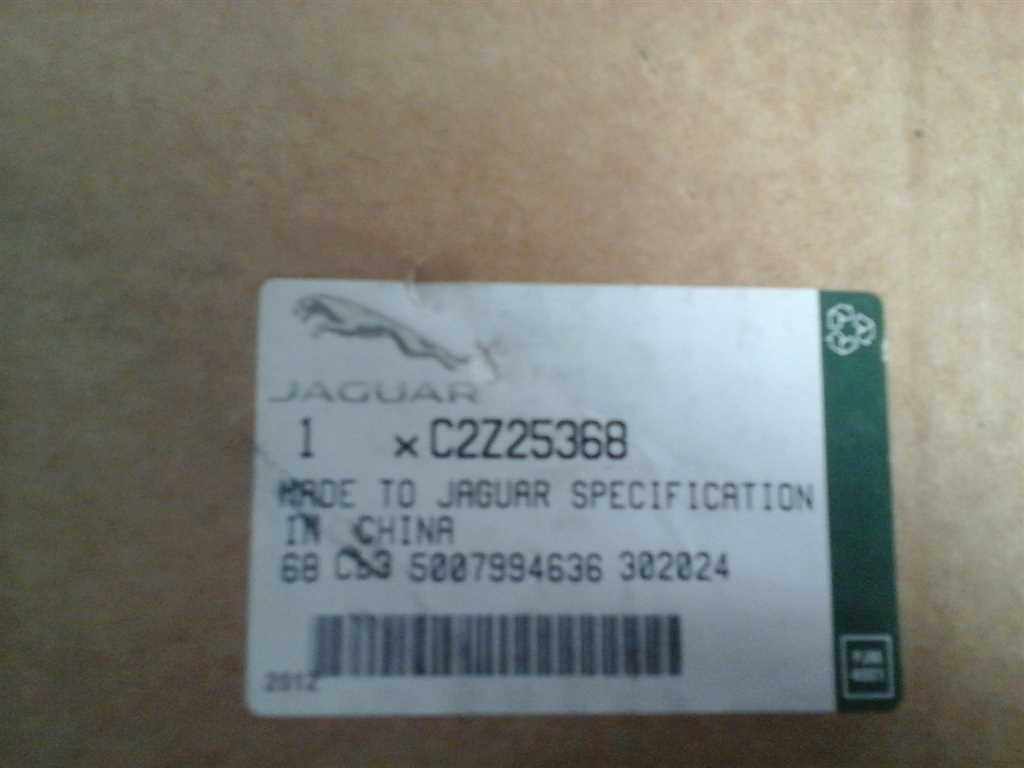 JAGUAR
1 x C2Z25368
MADE TO JAGUAR SPECIFICATION
IN CHINA
68 5007994636 302024
2012